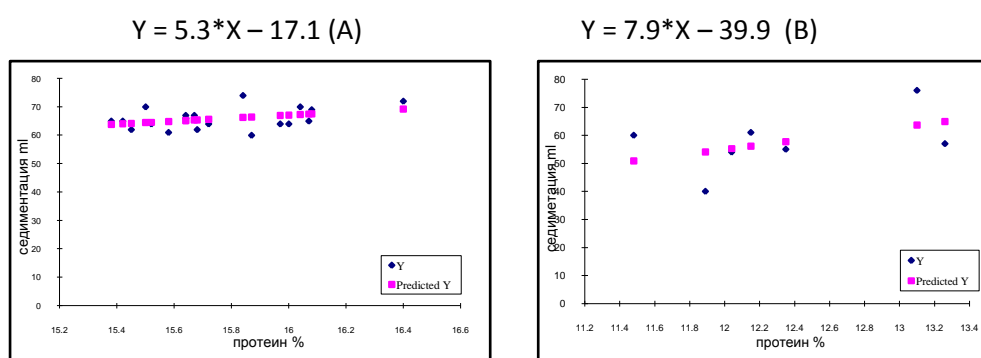 Y = 5.3*X – 17.1 (A)
Y = 7.9*X – 39.9 (B)
80
70
60
50
40
30
20
10
0
седиментация ml
Y
Predicted Y
15.2 15.4 15.6 15.8 16 16.2 16.4 16.6
протеин %
80
70
60
50
40
30
20
10
0
седиметация ml
Y
Predicted Y
11.2 11.4 11.6 11.8 12 12.2 12.4 12.6 12.8 13 13.2 13.4
протеин %